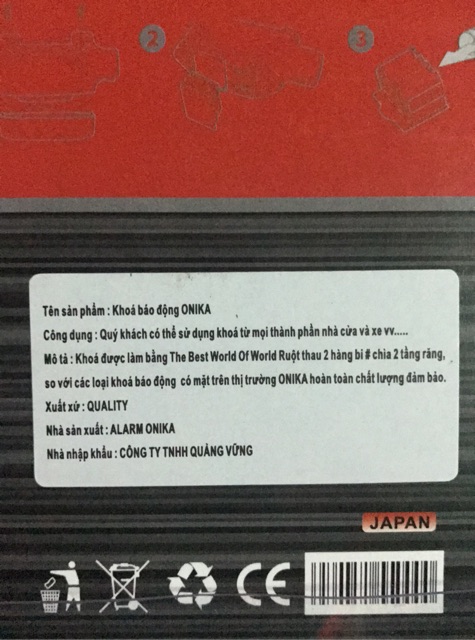 2
3
Tên sản phẩm : Khoá báo động ONIKA
Công dụng : Quý khách có thể sử dụng khoá từ mọi thành phần nhà cửa và xe vv.....
Mô tả : Khoá được làm bằng The Best World Of World Ruột thau 2 hàng bi # chìa 2 tầng răng,
so với các loại khoá báo động có mặt trên thị trường ONIKA hoàn toàn chất lượng đảm bảo.
Xuất xứ : QUALITY
Nhà sản xuất : ALARM ONIKA
Nhà nhập khẩu : CÔNG TY TNHH QUẢNG VỮNG
JAPAN
CE